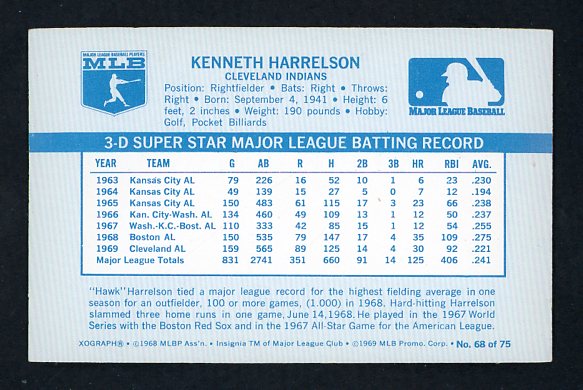 MAJOR LEAGUE BASEBALL PLAYERS
MLB
KENNETH HARRELSON
CLEVELAND INDIANS
Position: Rightfielder • Bats: Right • Throws:
Right • Born: September 4, 1941 • Height: 6
feet, 2 inches • Weight: 190 pounds • Hobby:
Golf, Pocket Billiards
MAJOR LEAGUE BASEBALL
3-D SUPER STAR MAJOR LEAGUE BATTING RECORD
YEAR TEAM G AB R H 2B 3B HR RBI AVG.
1963 Kansas City AL 79 226 16 52 10 1 6 23 .230
1964 Kansas City AL 49 139 15 27 5 0 7 12 .194
1965 Kansas City AL 150 483 61 115 17 3 23 66 .238
1966 Kan. City-Wash. AL 134 460 49 109 13 1 12 50 .237
1967 Wash.-K.C.-Bost. AL 110 333 42 85 15 1 12 54 .255
1968 Boston AL 150 535 79 147 17 4 35 109 .275
1969 Cleveland AL 159 565 89 125 14 4 30 92 .221
Major League Totals 831 2741 351 660 91 14 125 406 .241
"Hawk" Harrelson tied a major league record for the highest fielding average in one
season for an outfielder, 100 or more games, (1.000) in 1968. Hard-hitting Harrelson
slammed three home runs in one game, June 14, 1968. He played in the 1967 World
Series with the Boston Red Sox and in the 1967 All-Star Game for the American League.
XOGRAPH® • ©1968 MLBP Ass'n. • Insignia TM of Major League Club • ©1969 MLB Promo. Corp. • No. 68 of 75